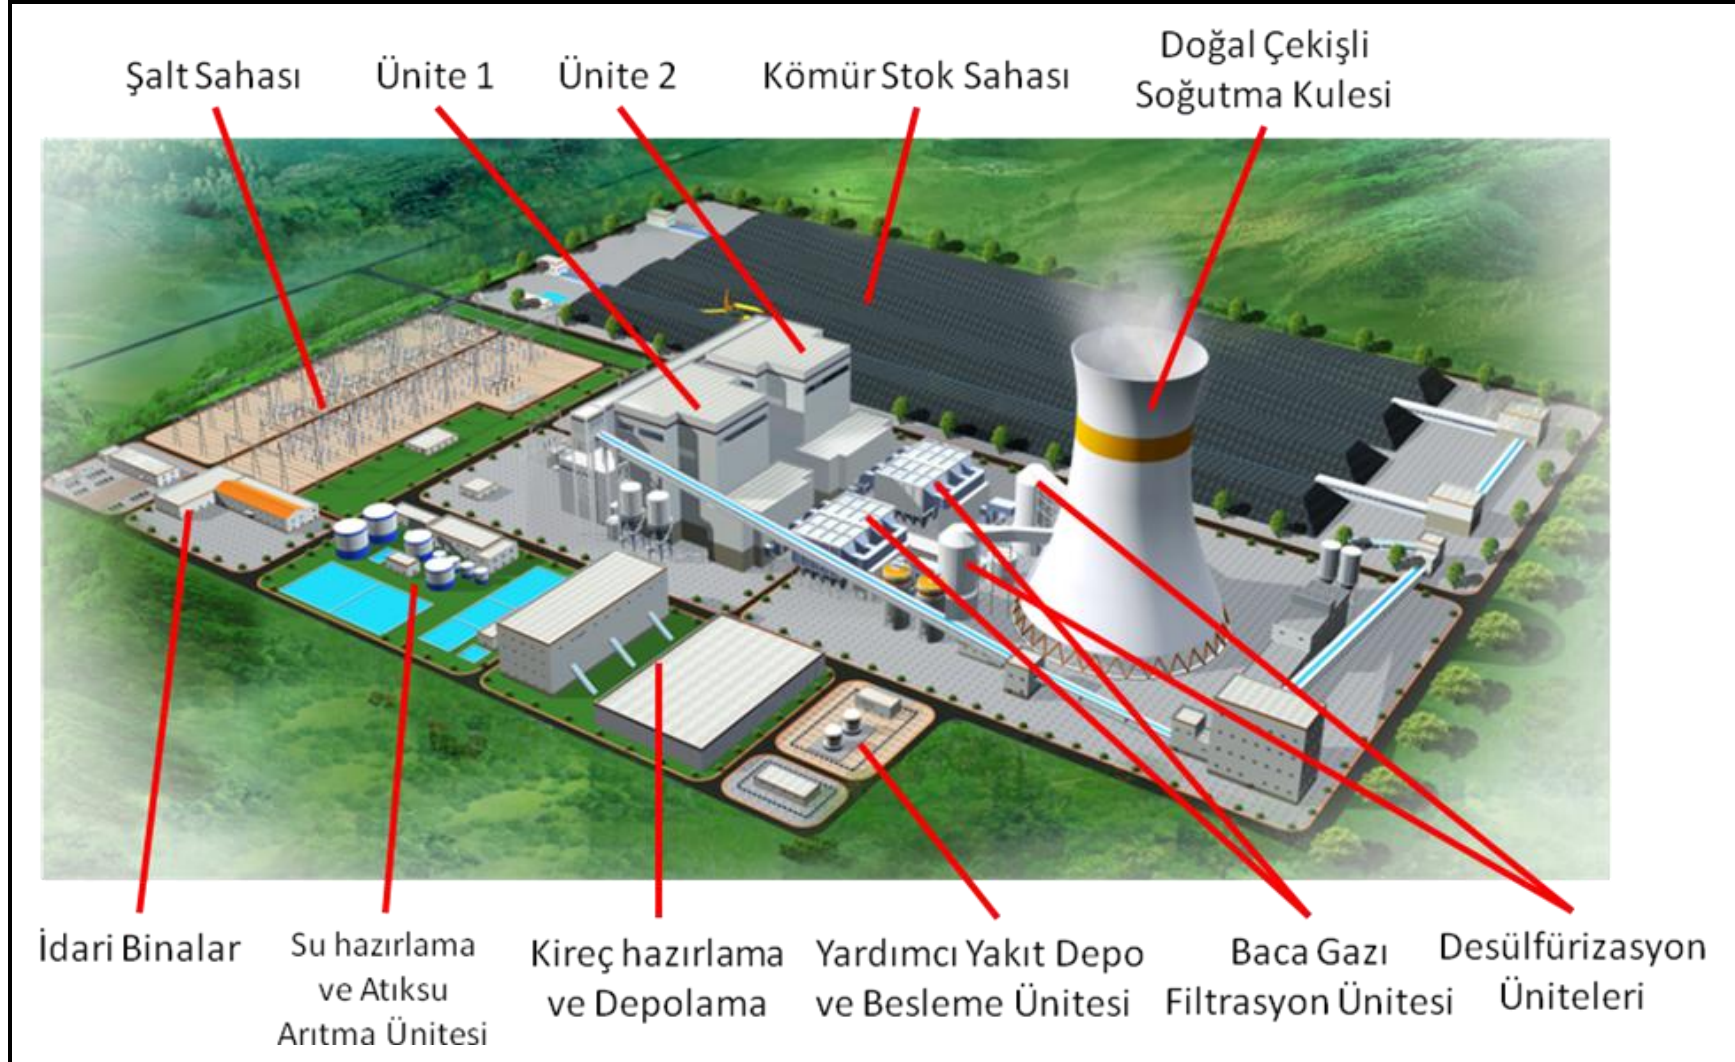 Şalt Sahası
Ünite 1
Ünite 2
Kömür Stok Sahası
Doğal Çekişli
Soğutma Kulesi
İdari Binalar
Su hazırlama
ve Atıksu
Arıtma Ünitesi
Kireç hazırlama
ve Depolama
Yardımcı Yakıt Depo
ve Besleme Ünitesi
Baca Gazı
Filtrasyon Ünitesi
Desülfürizasyon
Üniteleri